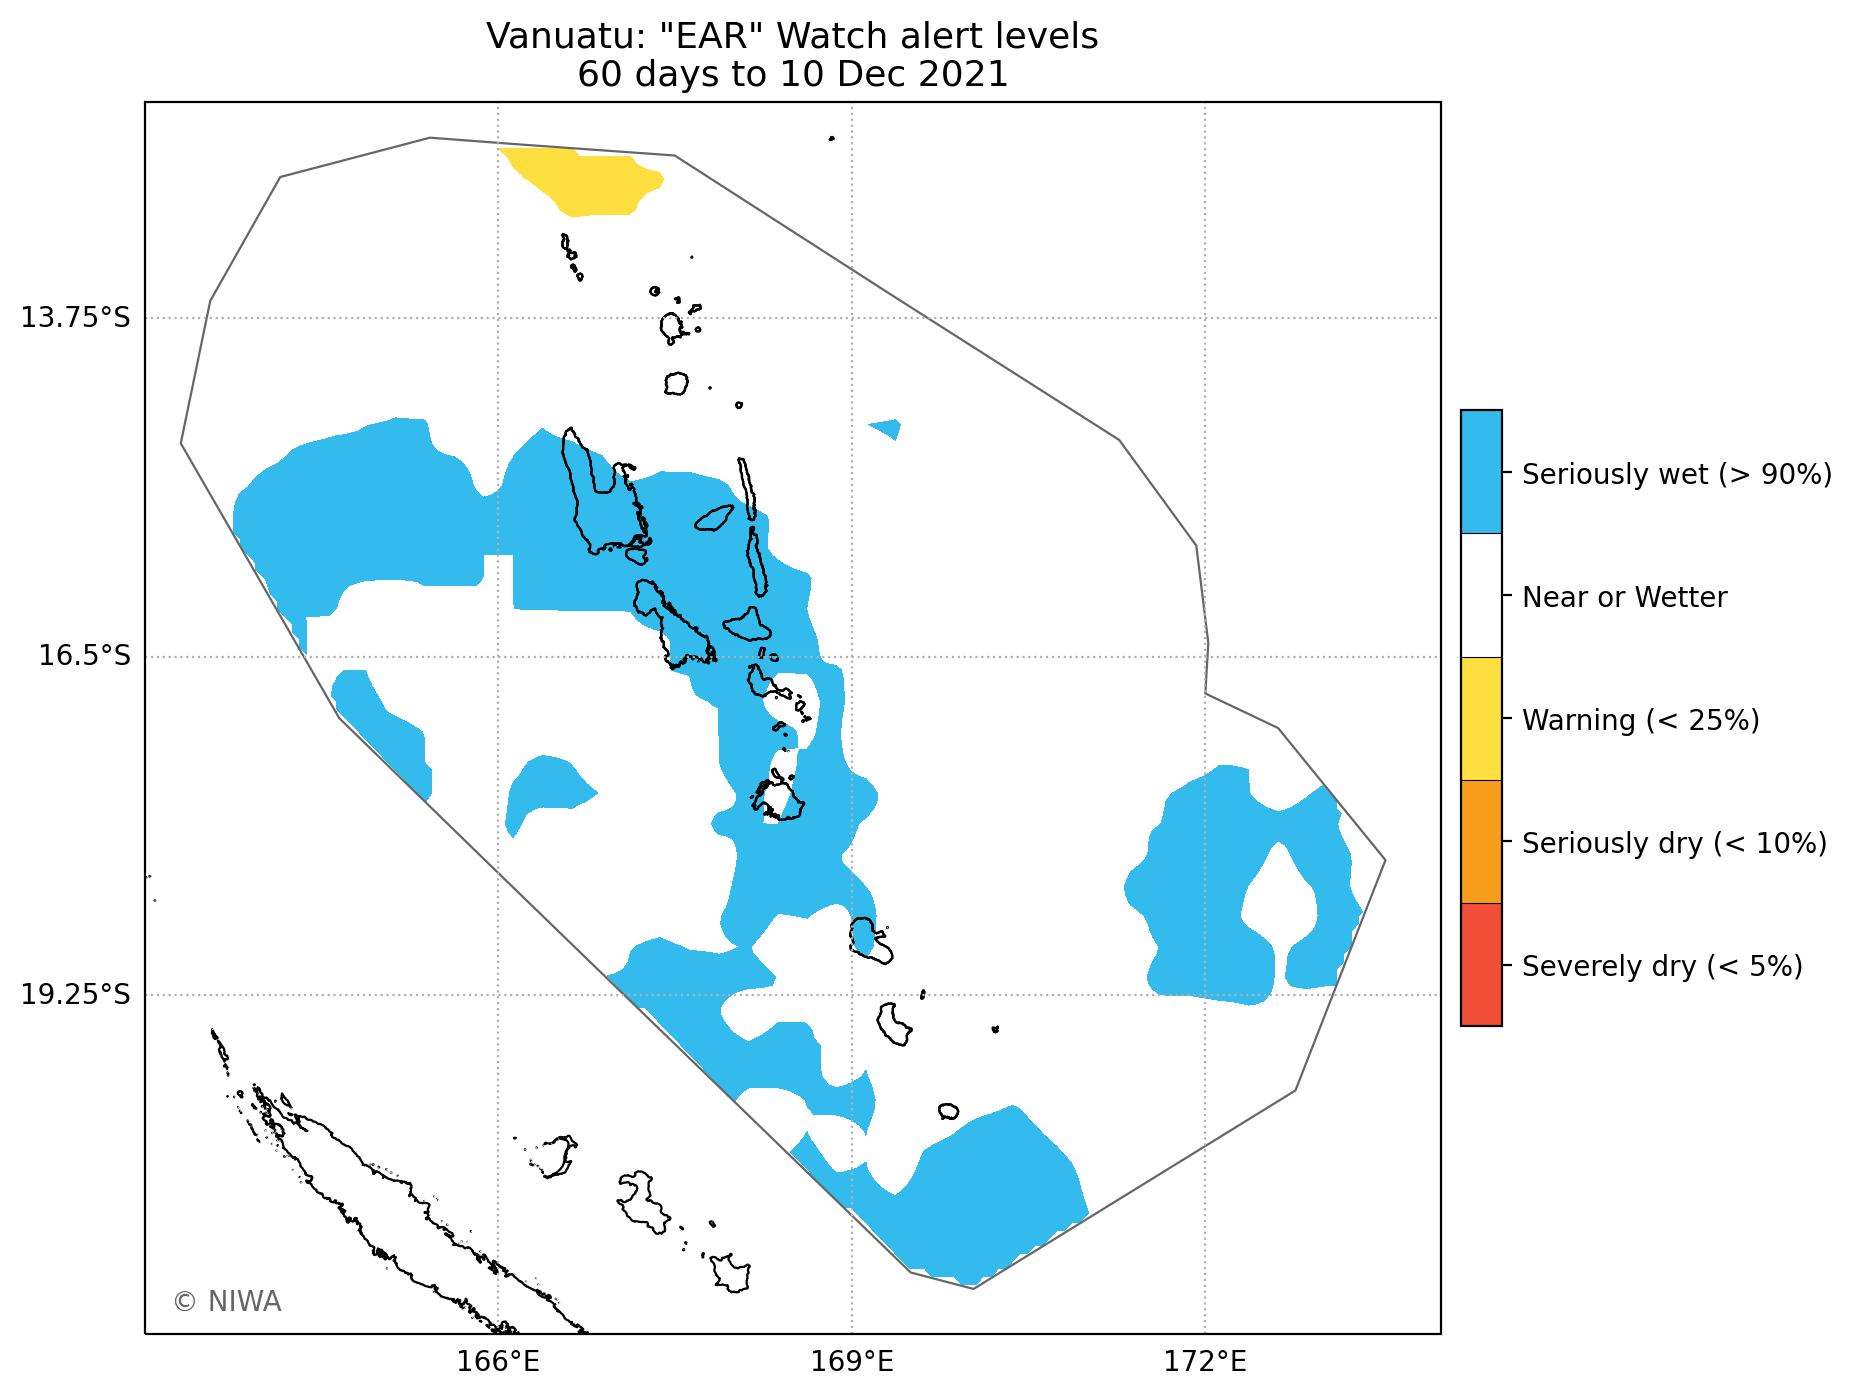 Vanuatu: "EAR" Watch alert levels
60 days to 10 Dec 2021
13.75°S
16.5°S
19.25°S
166°E
169°E
172°E
Seriously wet (> 90%)
Near or Wetter
Warning (< 25%)
Seriously dry (< 10%)
Severely dry (< 5%)
© NIWA